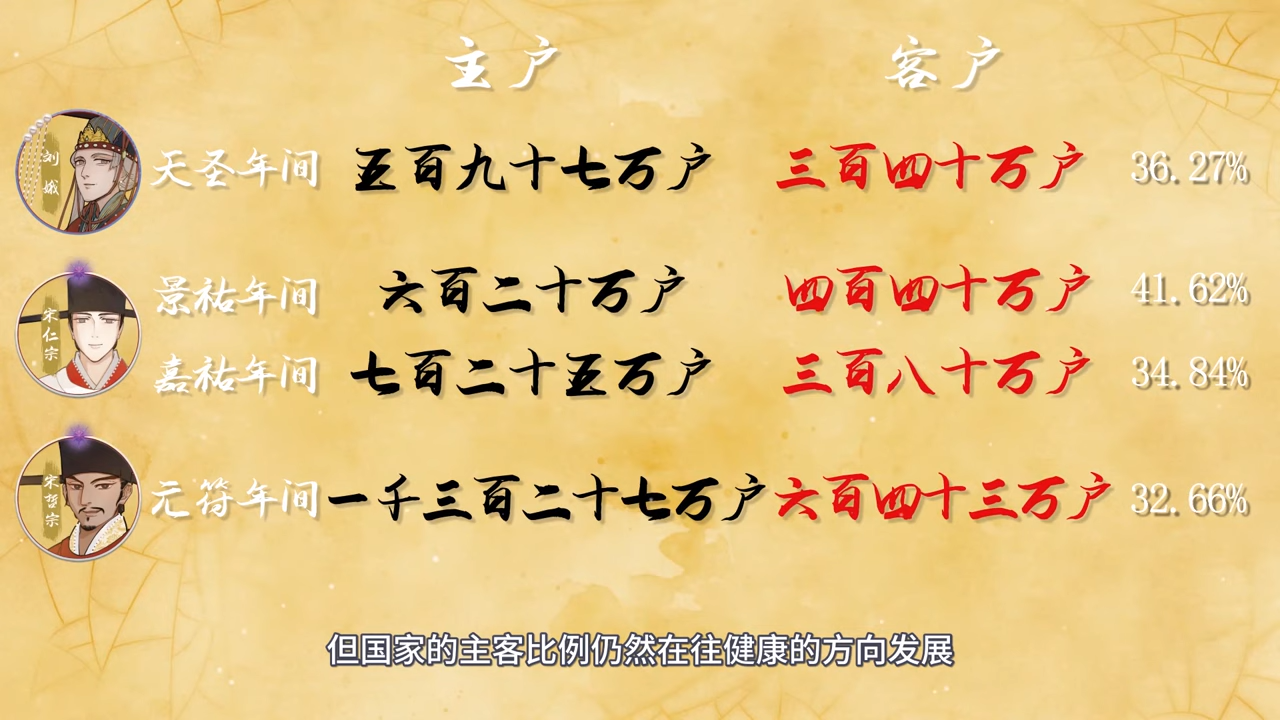 主户 客户
刘娥 天圣年间 五百九十七万户 三百四十万户 36.27%
景祐年间 六百二十万户 四百四十万户 41.62%
宋仁宗
嘉祐年间 七百二十五万户 三百八十万户 34.84%
宋哲宗 元符年间 一千三百二十七万户 六百四十三万户 32.66%
但国家的主客比例仍然在往健康的方向发展